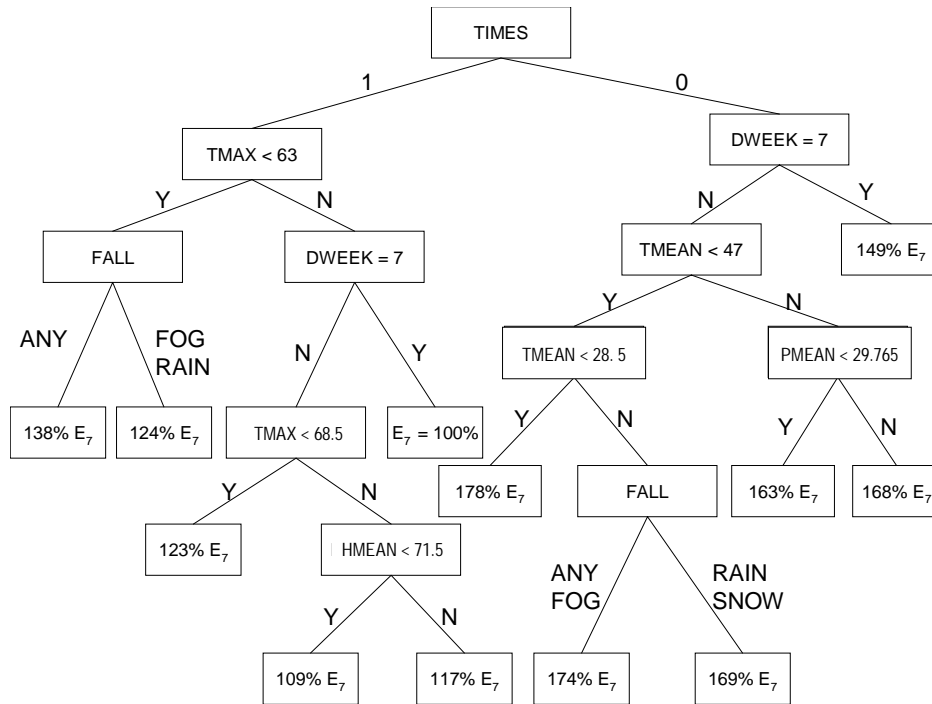 TIMES
1
0
TMAX < 63
DWEEK = 7
Y
N
N
Y
FALL
DWEEK = 7
TMEAN < 47
149% E7
ANY
FOG
RAIN
N
Y
Y
N
TMEAN < 28. 5
PMEAN < 29.765
138% E7
124% E7
TMAX < 68.5
E7 = 100%
Y
N
Y
N
178% E7
FALL
163% E7
168% E7
Y
N
123% E7
HMEAN < 71.5
ANY
FOG
RAIN
SNOW
Y
N
109% E7
117% E7
174% E7
169% E7